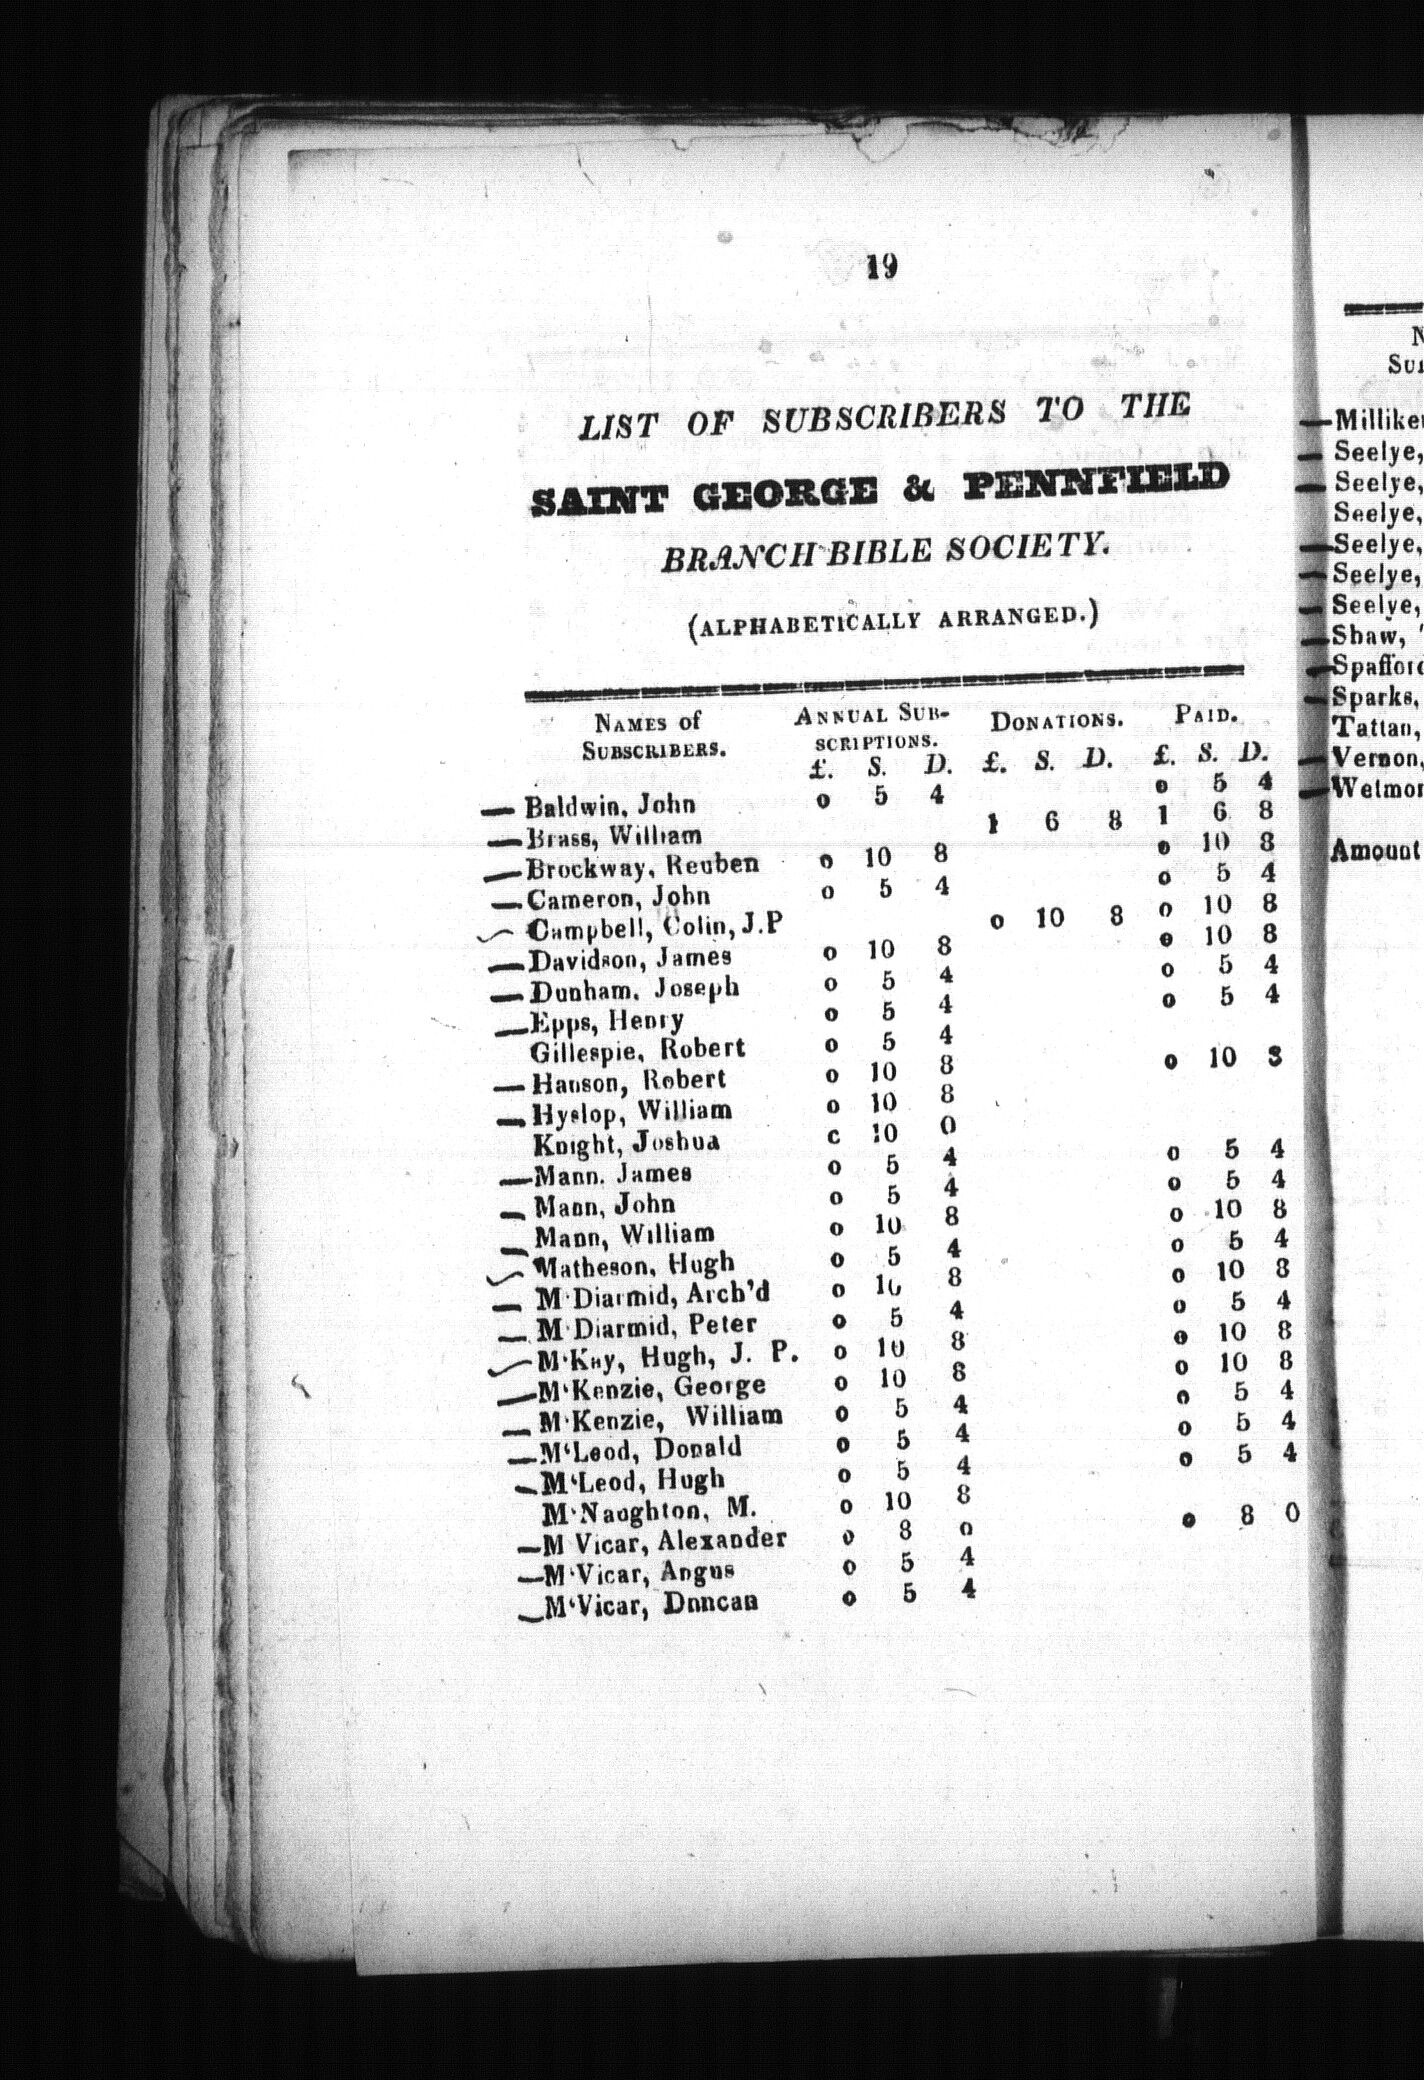 19
LIST OF SUBSCRIBERS TO THE
SAINT GEORGE & PENNFIELD
BRANCH BIBLE SOCIETY.
(ALPHABETICALLY ARRANGED.)
NAMES of SUBSCRIBERS. ANNUAL SUBSCRIPTIONS. DONATIONS. PAID.
£. S. D. £. S. D. £. S. D.
Baldwin, John o 5 4 o 5 4
Brass, William 1 6 8 1 6 8
Brockway, Reuben o 10 8 o 10 8
Cameron, John o 5 4 o 5 4
Campbell, Colin, J.P o 10 8 o 10 8
Davidson, James o 10 8 o 10 8
Dunham, Joseph o 5 4 o 5 4
Epps, Henry o 5 4 o 5 4
Gillespie, Robert o 5 4
Hanson, Robert o 10 8 o 10 8
Hyslop, William o 10 8
Knight, Joshua o 10 0
Mann, James o 5 4 o 5 4
Mann, John o 5 4 o 5 4
Mann, William o 10 8 o 10 8
Matheson, Hugh o 5 4 o 5 4
M'Diarmid, Arch'd o 10 8 o 10 8
M'Diarmid, Peter o 5 4 o 5 4
M'Kay, Hugh, J. P. o 10 8 o 10 8
M'Kenzie, George o 10 8 o 10 8
M'Kenzie, William o 5 4 o 5 4
M'Leod, Donald o 5 4 o 5 4
M'Leod, Hugh o 5 4 o 5 4
M'Naughton, M. o 10 8
M Vicar, Alexander o 8 o o 8 0
M'Vicar, Angus o 5 4
M'Vicar, Duncan o 5 4
Seelye,
Seelye,
Seelye,
Seelye,
Seelye,
Seelye,
Shaw,
Sparks,
Tattan,
Vernon,
Amount